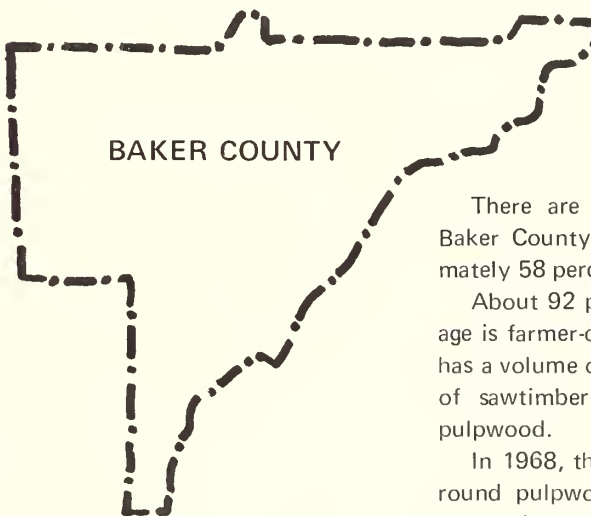 BAKER COUNTY
There are
Baker County
mately 58 perc
About 92 p
age is farmer-o
has a volume o
of sawtimber
pulpwood.
In 1968, th
round pulpwo